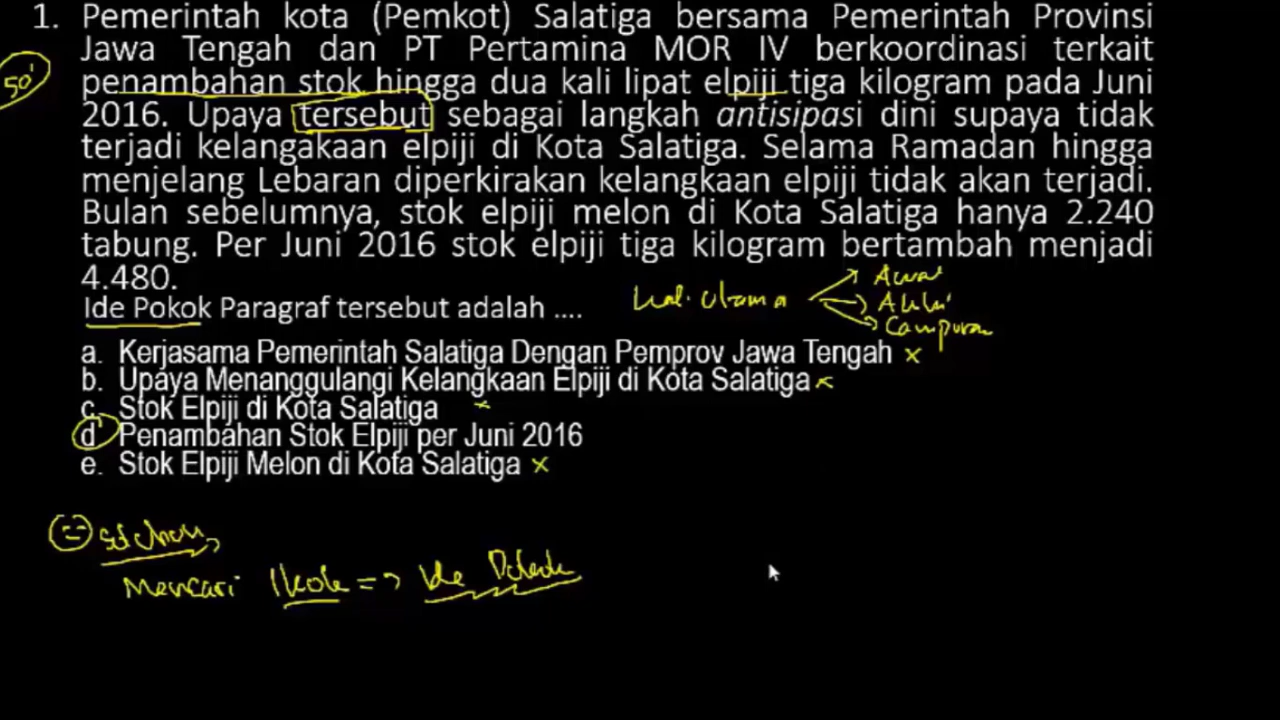 1. Pemerintah kota (Pemkot) Salatiga bersama Pemerintah Provinsi
50'
Jawa Tengah dan PT Pertamina MOR IV berkoordinasi terkait
penambahan stok hingga dua kali lipat elpiji tiga kilogram pada Juni
2016. Upaya tersebut sebagai langkah antisipasi dini supaya tidak
terjadi kelangakaan elpiji di Kota Salatiga. Selama Ramadan hingga
menjelang Lebaran diperkirakan kelangkaan elpiji tidak akan terjadi.
Bulan sebelumnya, stok elpiji melon di Kota Salatiga hanya 2.240
tabung. Per Juni 2016 stok elpiji tiga kilogram bertambah menjadi
4.480.
Ide Pokok Paragraf tersebut adalah ....
Kal. Utama
Awal
Akhir
Campuran
a. Kerjasama Pemerintah Salatiga Dengan Pemprov Jawa Tengah x
b. Upaya Menanggulangi Kelangkaan Elpiji di Kota Salatiga x
c. Stok Elpiji di Kota Salatiga x
d Penambahan Stok Elpiji per Juni 2016
e. Stok Elpiji Melon di Kota Salatiga x
Mencari Ikole => Ide Pokok